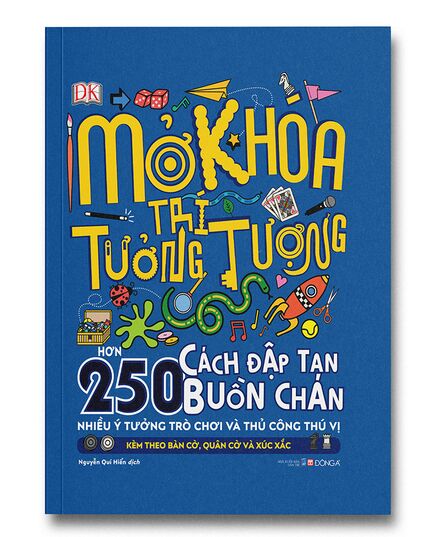 DK
MỞ KHÓA
TRÍ
TƯỞNG TƯỢNG
HƠN
250 CÁCH ĐẬP TAN
BUỒN CHÁN
NHIỀU Ý TƯỞNG TRÒ CHƠI VÀ THỦ CÔNG THÚ VỊ
KÈM THEO BÀN CỜ, QUÂN CỜ VÀ XÚC XẮC
Nguyễn Quí Hiển dịch
ĐÔNG A